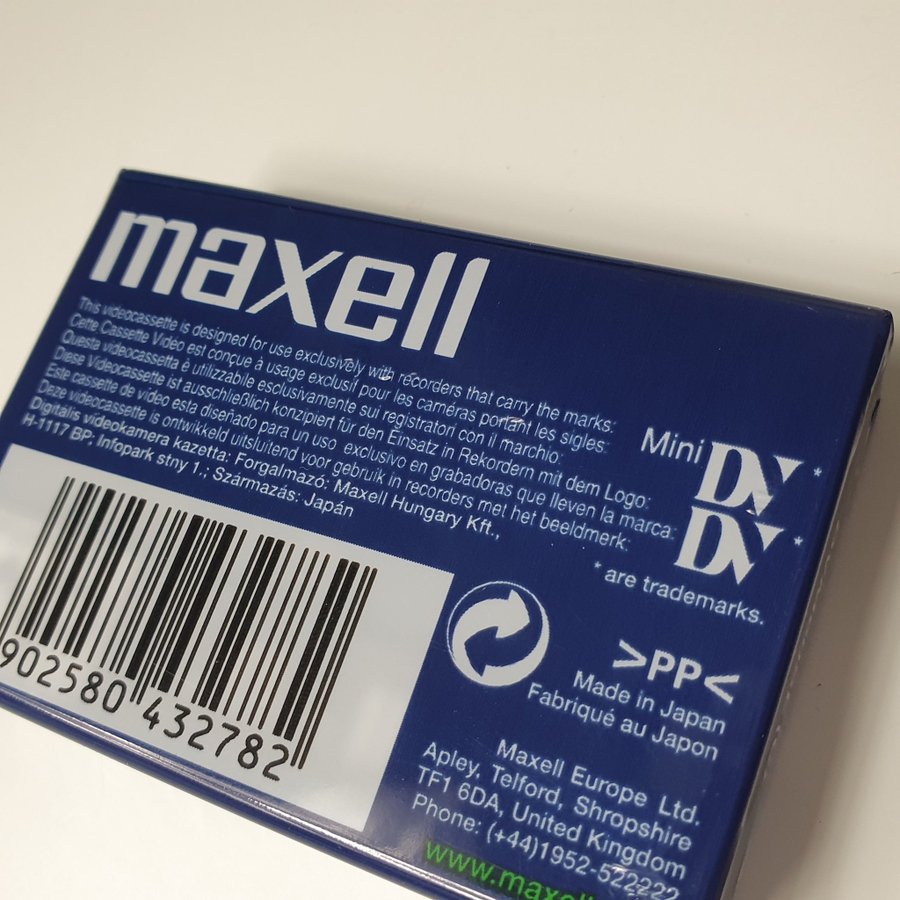 maxell
This videocassette is designed for use exclusively with recorders that carry the marks:
Cette Cassette Video est conçue à usage exclusif pour les caméras portant les sigles:
Questa videocassetta è utilizzabile esclusivamente sui registratori con il marchio:
Diese Videocassette ist ausschließlich konzipiert für den Einsatz in Rekordern mit dem Logo:
Este cassette de vídeo esta diseñado para un uso exclusivo en grabadoras que lleven la marca:
Deze videocassette is ontwikkeld uitsluitend voor gebruik in recorders met het beeldmerk:
Digitális videokamera kazetta: Forgalmazó: Maxell Hungary Kft.,
H-1117 BP: Infopark stny 1.; Származás: Japán
Mini DV *
DV *
* are trademarks.
902580 432782
>PP<
Made in Japan
Fabriqué au Japon
Maxell Europe Ltd.
Apley, Telford, Shropshire
TF1 6DA, United Kingdom
Phone: (+44)1952-522222
www.maxell